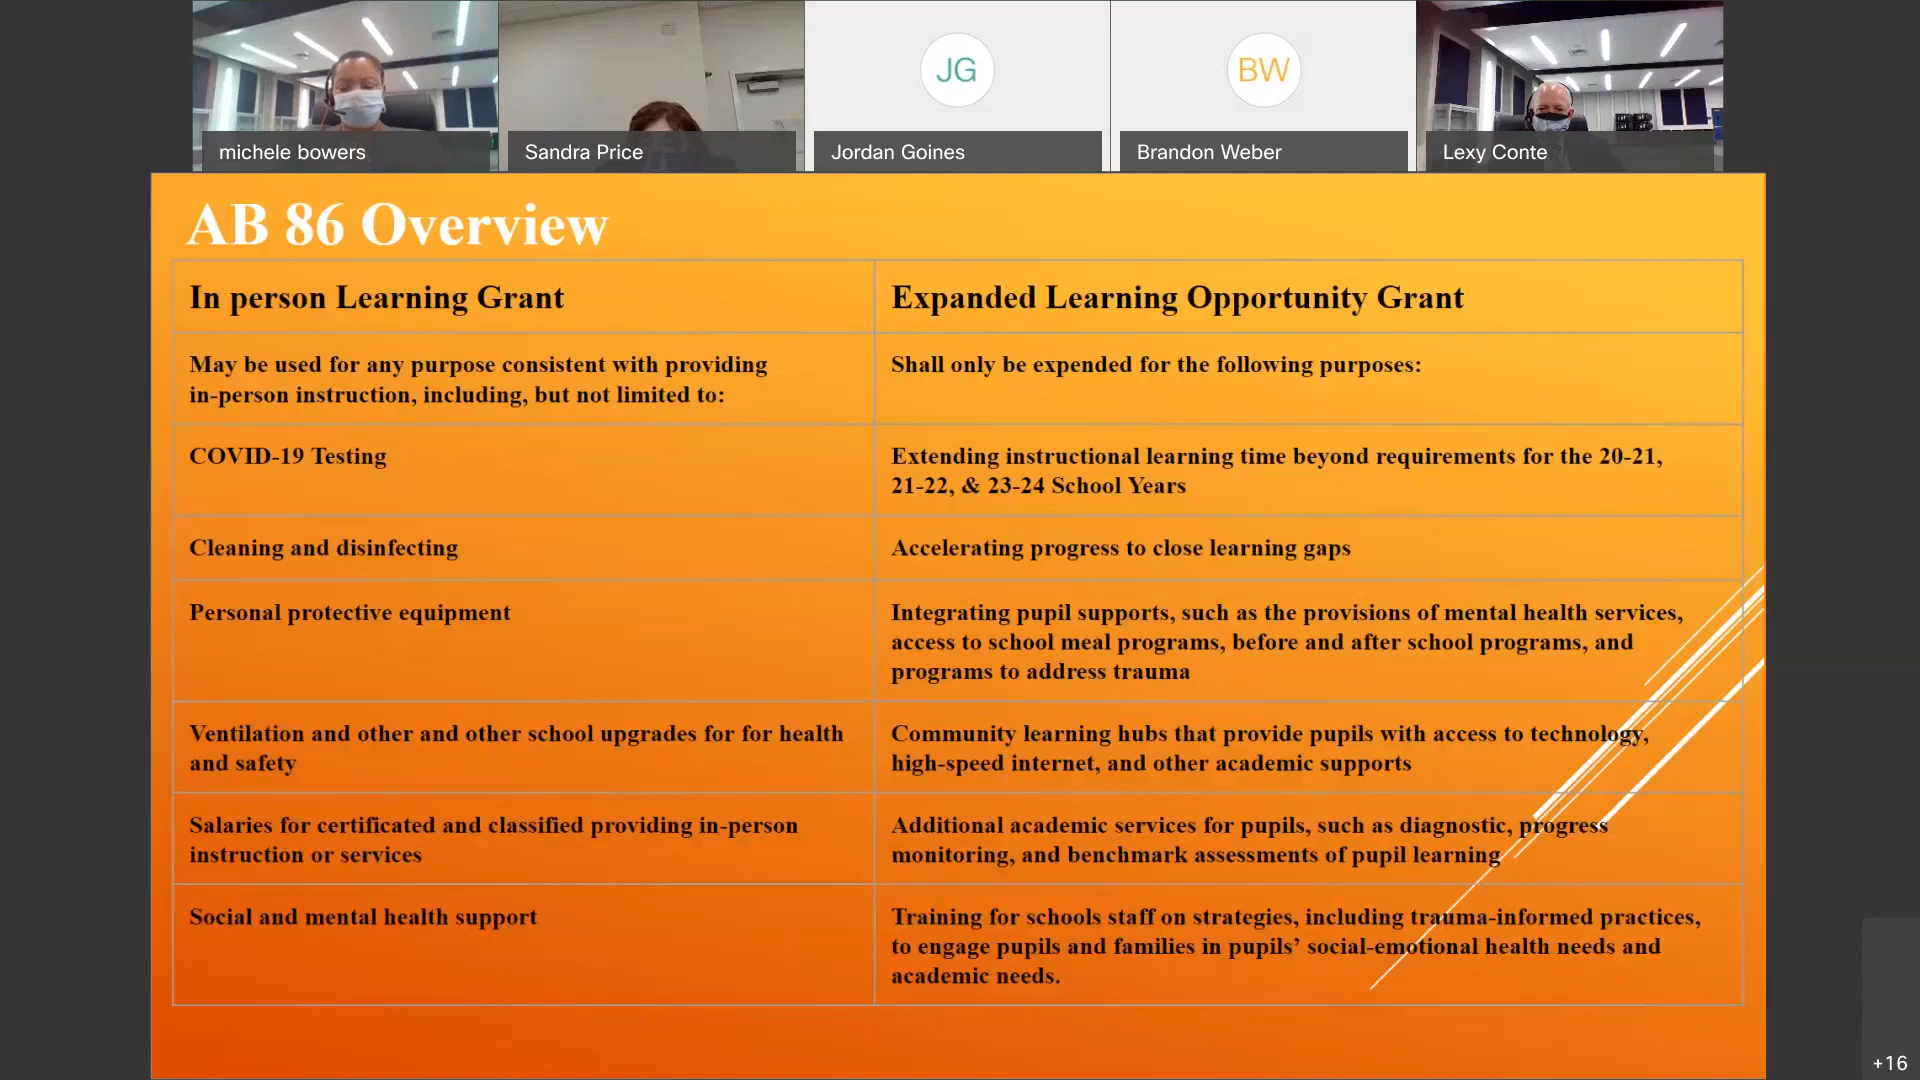 michele bowers
Sandra Price
JG
Jordan Goines
BW
Brandon Weber
Lexy Conte
AB 86 Overview
In person Learning Grant
Expanded Learning Opportunity Grant
May be used for any purpose consistent with providing
in-person instruction, including, but not limited to:
Shall only be expended for the following purposes:
COVID-19 Testing
Extending instructional learning time beyond requirements for the 20-21,
21-22, & 23-24 School Years
Cleaning and disinfecting
Accelerating progress to close learning gaps
Personal protective equipment
Integrating pupil supports, such as the provisions of mental health services,
access to school meal programs, before and after school programs, and
programs to address trauma
Ventilation and other and other school upgrades for for health
and safety
Community learning hubs that provide pupils with access to technology,
high-speed internet, and other academic supports
Salaries for certificated and classified providing in-person
instruction or services
Additional academic services for pupils, such as diagnostic, progress
monitoring, and benchmark assessments of pupil learning
Social and mental health support
Training for schools staff on strategies, including trauma-informed practices,
to engage pupils and families in pupils’ social-emotional health needs and
academic needs.
+16